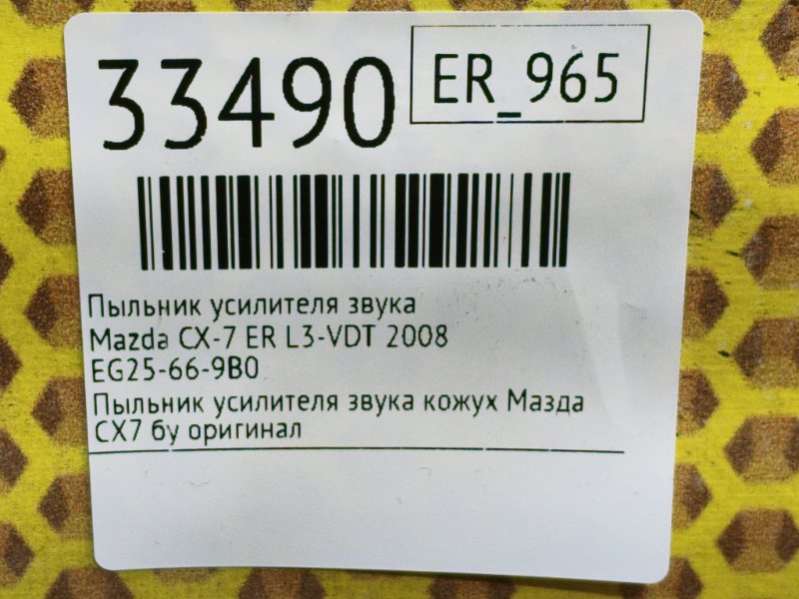 33490
ER_965
Пыльник усилителя звука
Mazda CX-7 ER L3-VDT 2008
EG25-66-9B0
Пыльник усилителя звука кожух Мазда
СХ7 бу оригинал